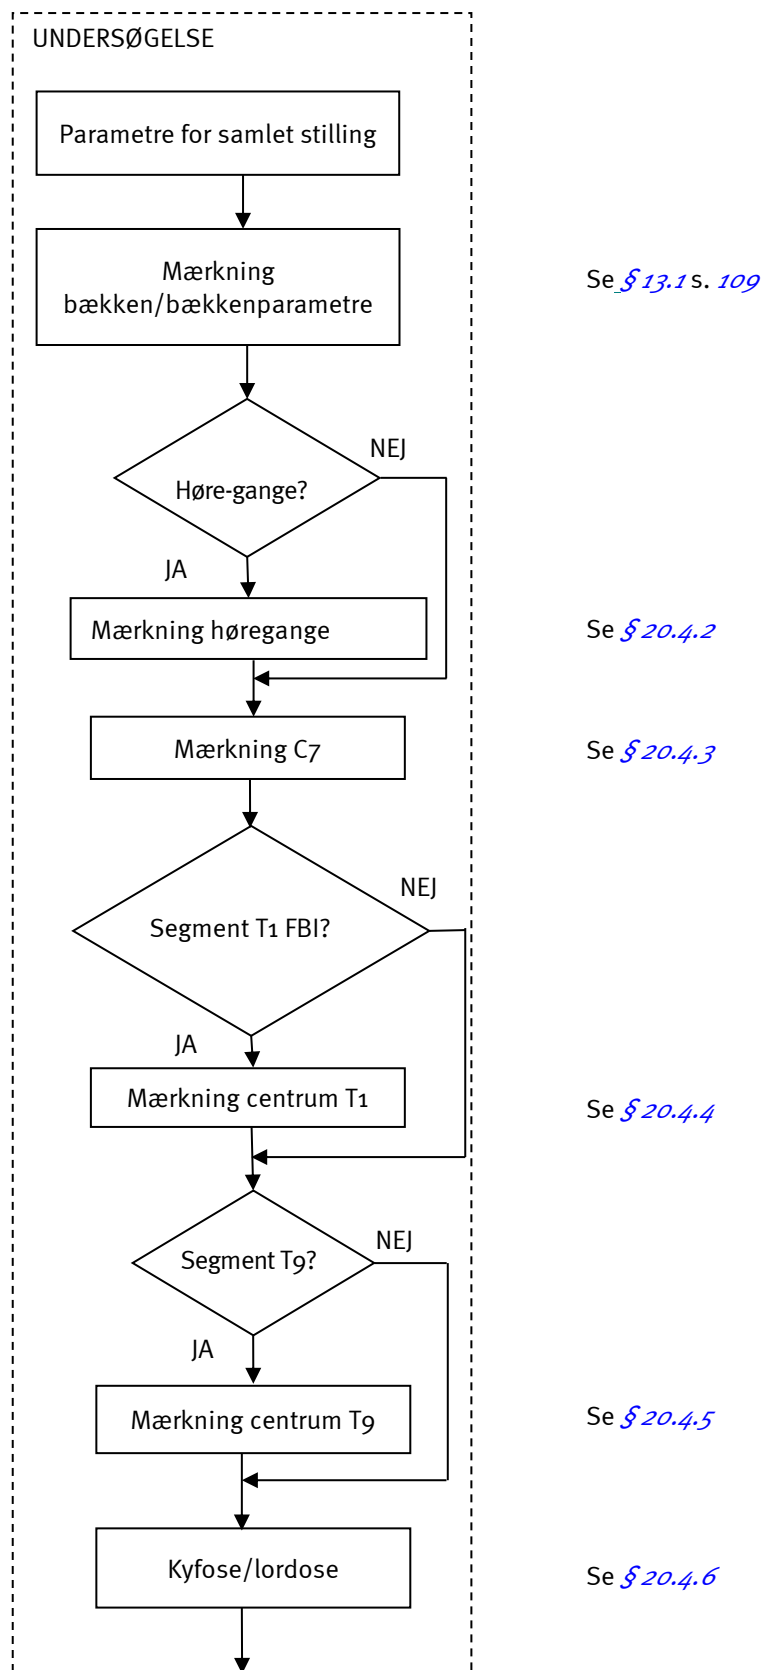 UNDERSØGELSE
Parametre for samlet stilling
Mærkning
bækken/bækkenparametre
Se § 13.1 s. 109
NEJ
Høre-gange?
JA
Mærkning høregange
Se § 20.4.2
Mærkning C7
Se § 20.4.3
NEJ
Segment T1 FBI?
JA
Mærkning centrum T1
Se § 20.4.4
NEJ
Segment T9?
JA
Mærkning centrum T9
Se § 20.4.5
Kyfose/lordose
Se § 20.4.6